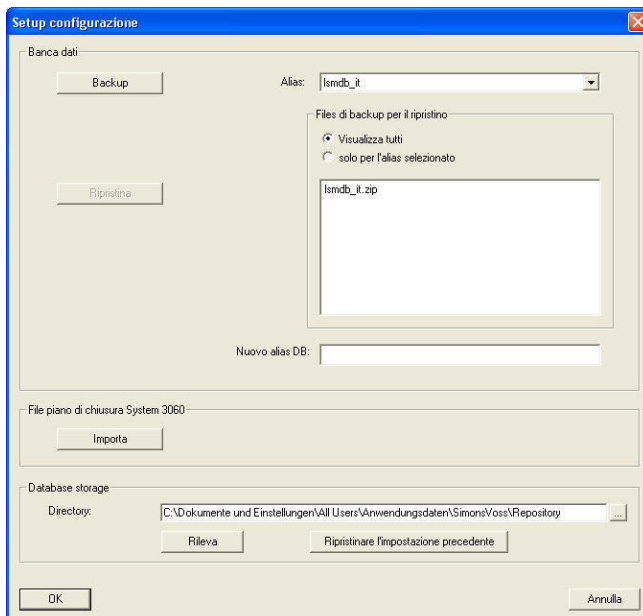 Setup configurazione
Banca dati
Backup
Alias:
lsmdb_it
Files di backup per il ripristino
Visualizza tutti
solo per l'alias selezionato
Ripristina
lsmdb_it.zip
Nuovo alias DB:
File piano di chiusura System 3060
Importa
Database storage
Directory:
C:\Dokumente und Einstellungen\All Users\Anwendungsdaten\SimonsVoss\Repository
...
Rileva
Ripristinare l'impostazione precedente
OK
Annulla